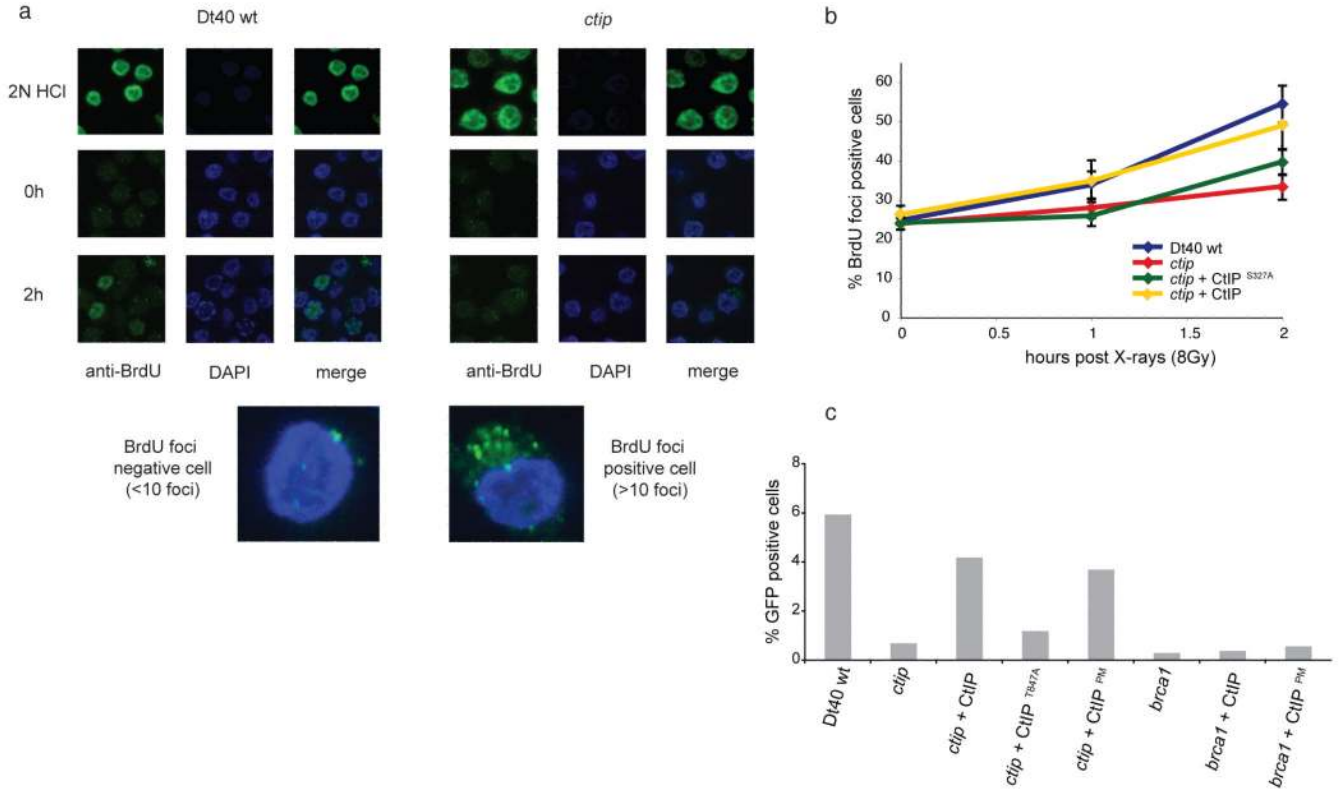 a
Dt40 wt
ctip
2N HCl
0h
2h
anti-BrdU DAPI merge
anti-BrdU DAPI merge
BrdU foci
negative cell
(<10 foci)
BrdU foci
positive cell
(>10 foci)
b
% BrdU foci positive cells
60
50
40
30
20
10
0
0 0.5 1 1.5 2
hours post X-rays (8Gy)
Dt40 wt
ctip
ctip + CtIP S327A
ctip + CtIP
c
% GFP positive cells
8
6
4
2
0
Dt40 wt
ctip
ctip + CtIP
ctip + CtIP T847A
ctip + CtIP PM
brca1
brca1 + CtIP
brca1 + CtIP PM